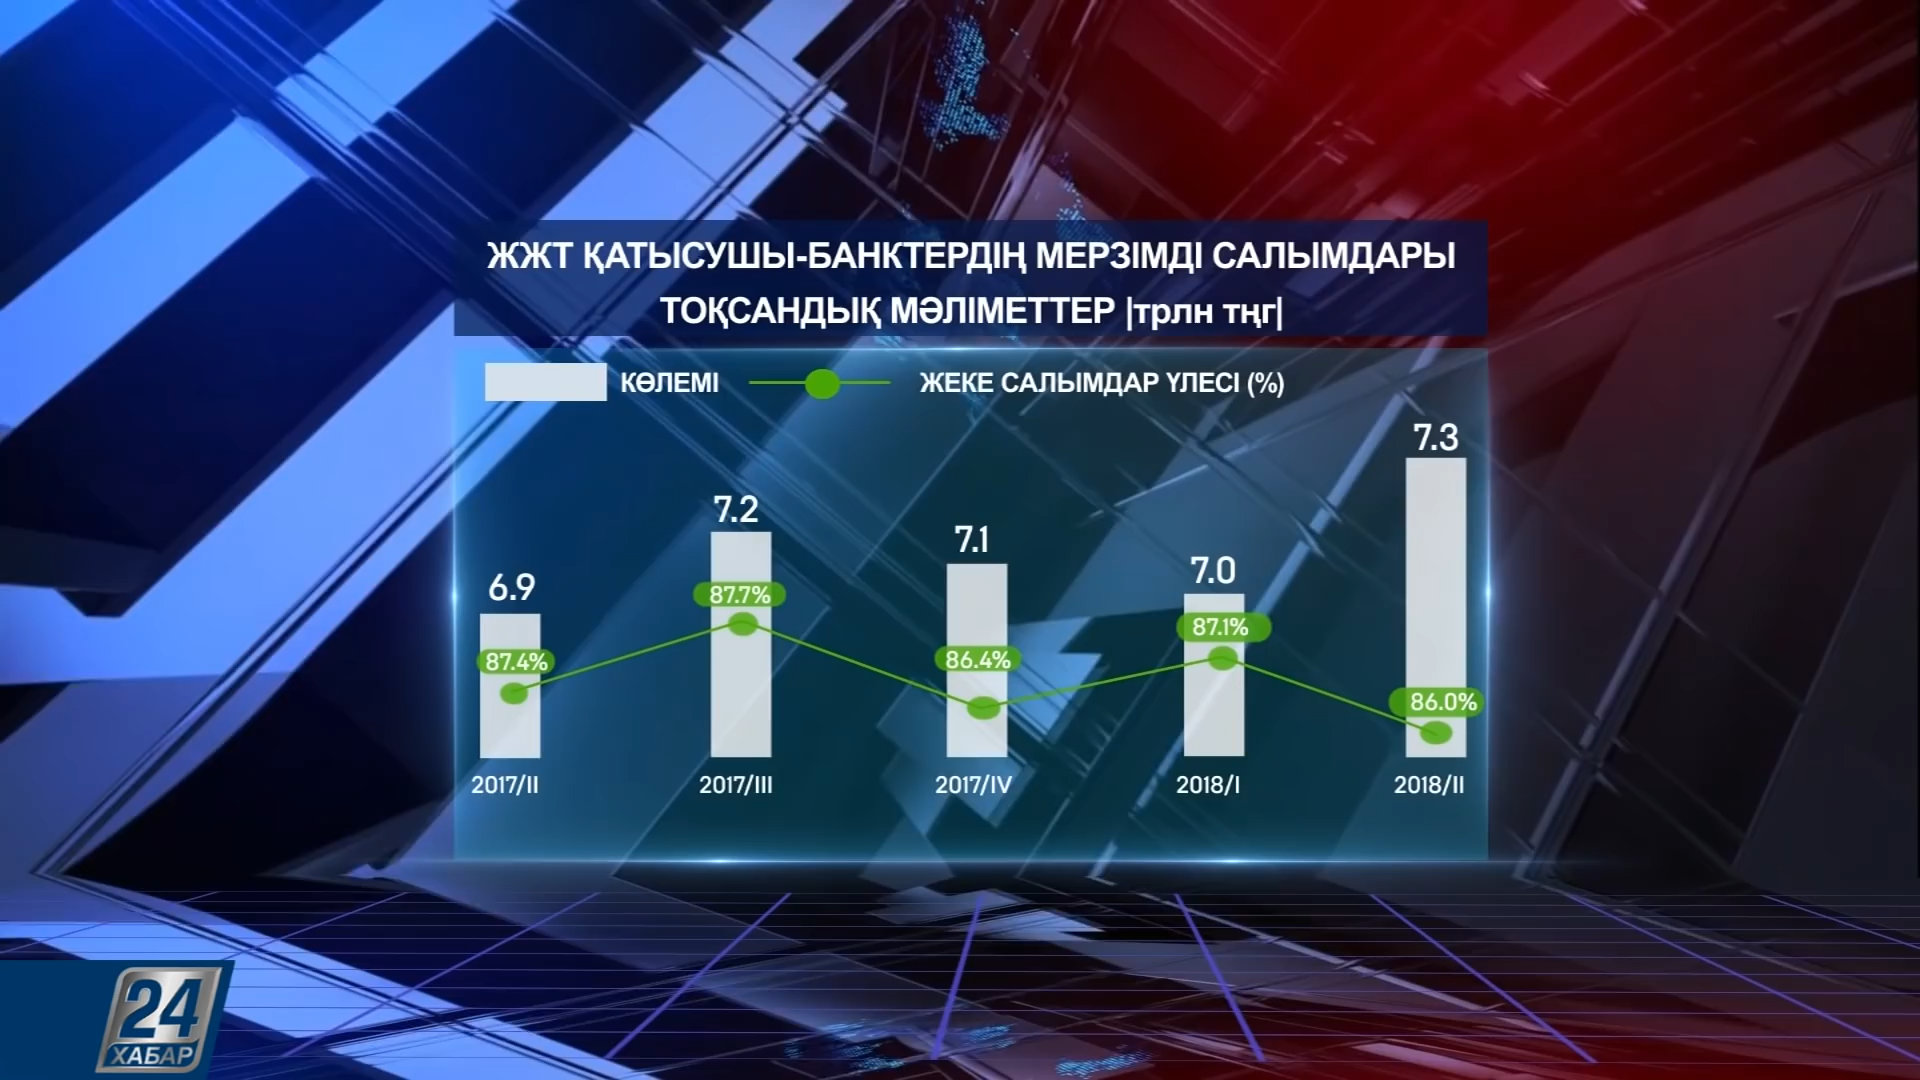 ЖЖТ ҚАТЫСУШЫ-БАНКТЕРДІҢ МЕРЗІМДІ САЛЫМДАРЫ
ТОҚСАНДЫҚ МӘЛІМЕТТЕР |трлн тңг|
КӨЛЕМІ
ЖЕКЕ САЛЫМДАР ҮЛЕСІ (%)
6.9
7.2
7.1
7.0
7.3
87.4%
87.7%
86.4%
87.1%
86.0%
2017/II
2017/III
2017/IV
2018/I
2018/II
24
ХАБАР